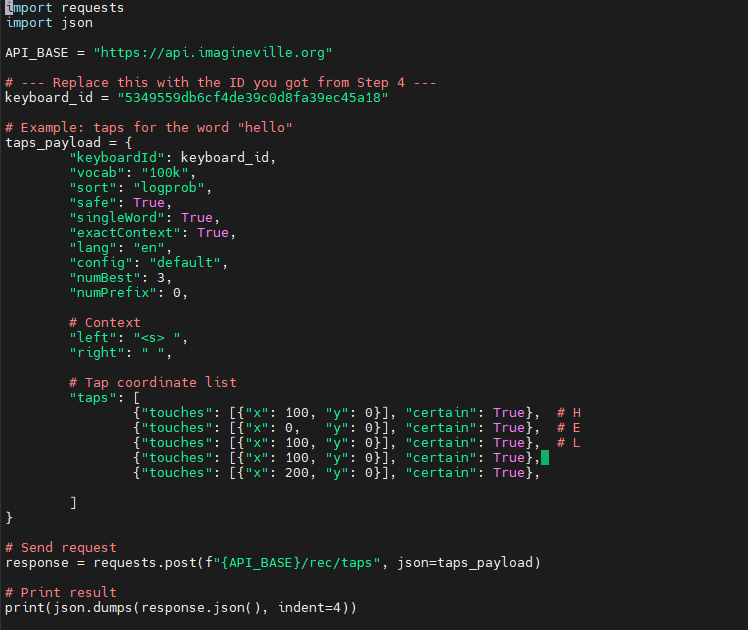 import requests
import json

API_BASE = "https://api.imagineville.org"

# --- Replace this with the ID you got from Step 4 ---
keyboard_id = "5349559db6cf4de39c0d8fa39ec45a18"

# Example: taps for the word "hello"
taps_payload = {
        "keyboardId": keyboard_id,
        "vocab": "100k",
        "sort": "logprob",
        "safe": True,
        "singleWord": True,
        "exactContext": True,
        "lang": "en",
        "config": "default",
        "numBest": 3,
        "numPrefix": 0,

        # Context
        "left": "<s> ",
        "right": " ",

        # Tap coordinate list
        "taps": [
                {"touches": [{"x": 100, "y": 0}], "certain": True},  # H
                {"touches": [{"x": 0,   "y": 0}], "certain": True},  # E
                {"touches": [{"x": 100, "y": 0}], "certain": True},  # L
                {"touches": [{"x": 100, "y": 0}], "certain": True},
                {"touches": [{"x": 200, "y": 0}], "certain": True},

        ]
}

# Send request
response = requests.post(f"{API_BASE}/rec/taps", json=taps_payload)

# Print result
print(json.dumps(response.json(), indent=4))